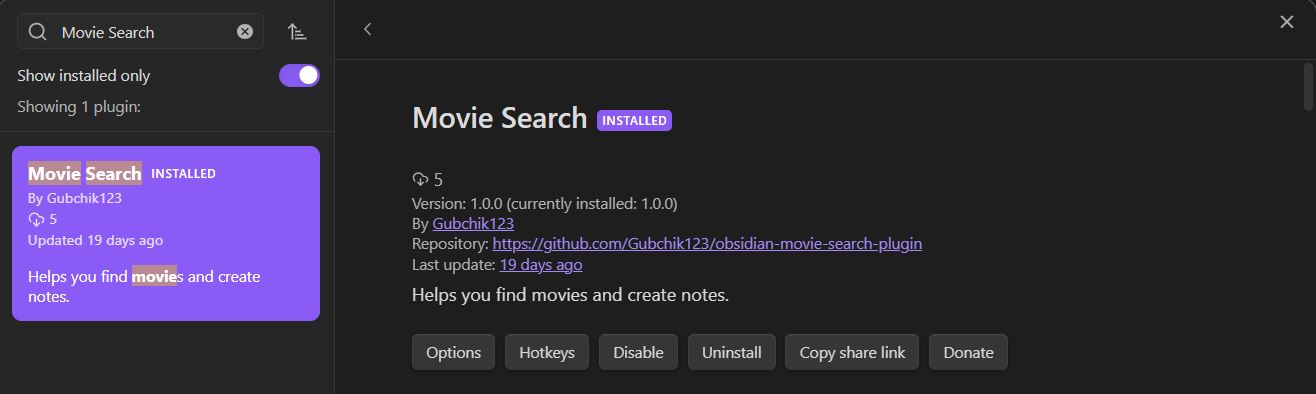 Movie Search
Show installed only
Showing 1 plugin:
Movie Search INSTALLED
By Gubchik123
5
Updated 19 days ago
Helps you find movies and create
notes.
Movie Search INSTALLED
5
Version: 1.0.0 (currently installed: 1.0.0)
By Gubchik123
Repository: https://github.com/Gubchik123/obsidian-movie-search-plugin
Last update: 19 days ago
Helps you find movies and create notes.
Options Hotkeys Disable Uninstall Copy share link Donate